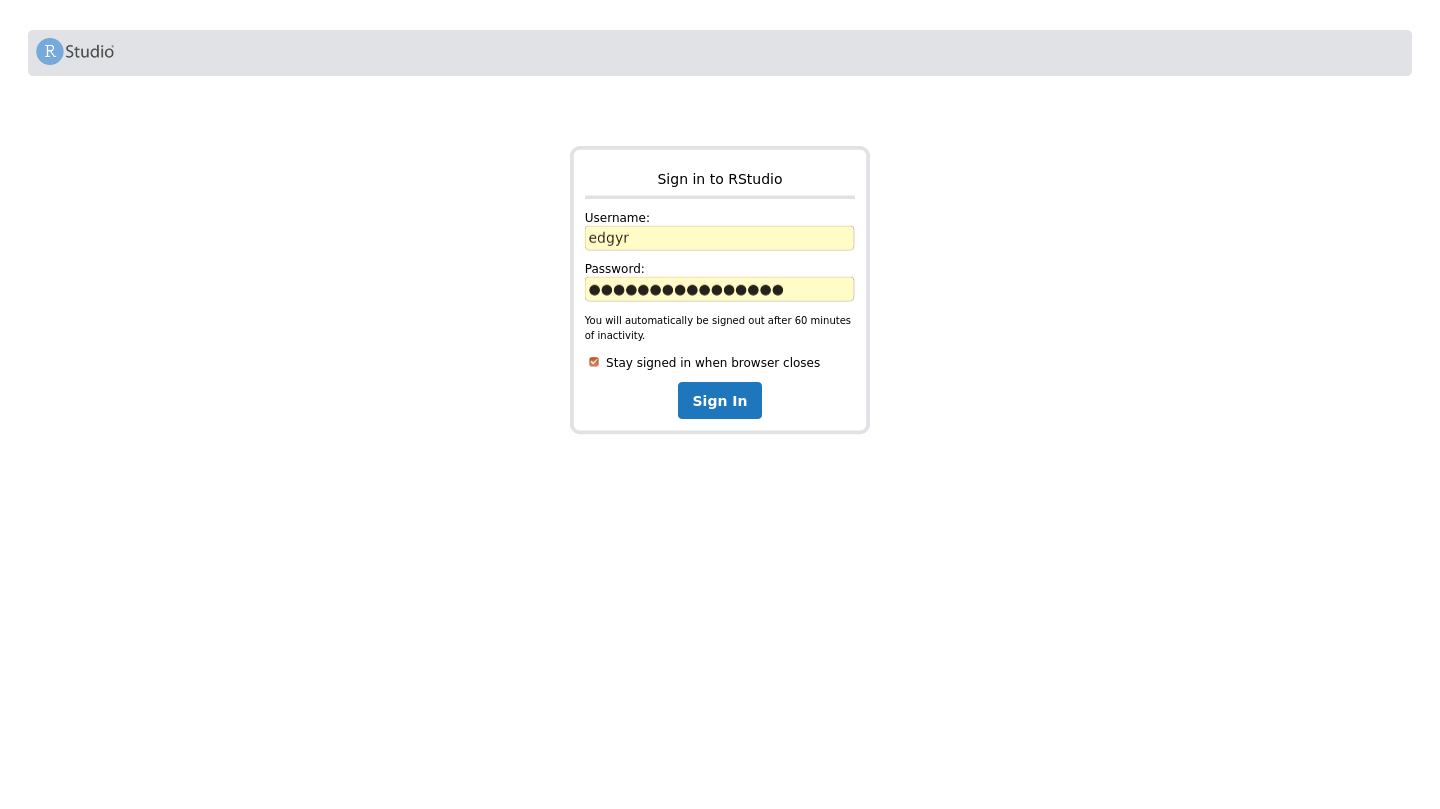 R Studio
Sign in to RStudio
Username:
edgyr
Password:
●●●●●●●●●●●●●●●●
You will automatically be signed out after 60 minutes
of inactivity.
Stay signed in when browser closes
Sign In